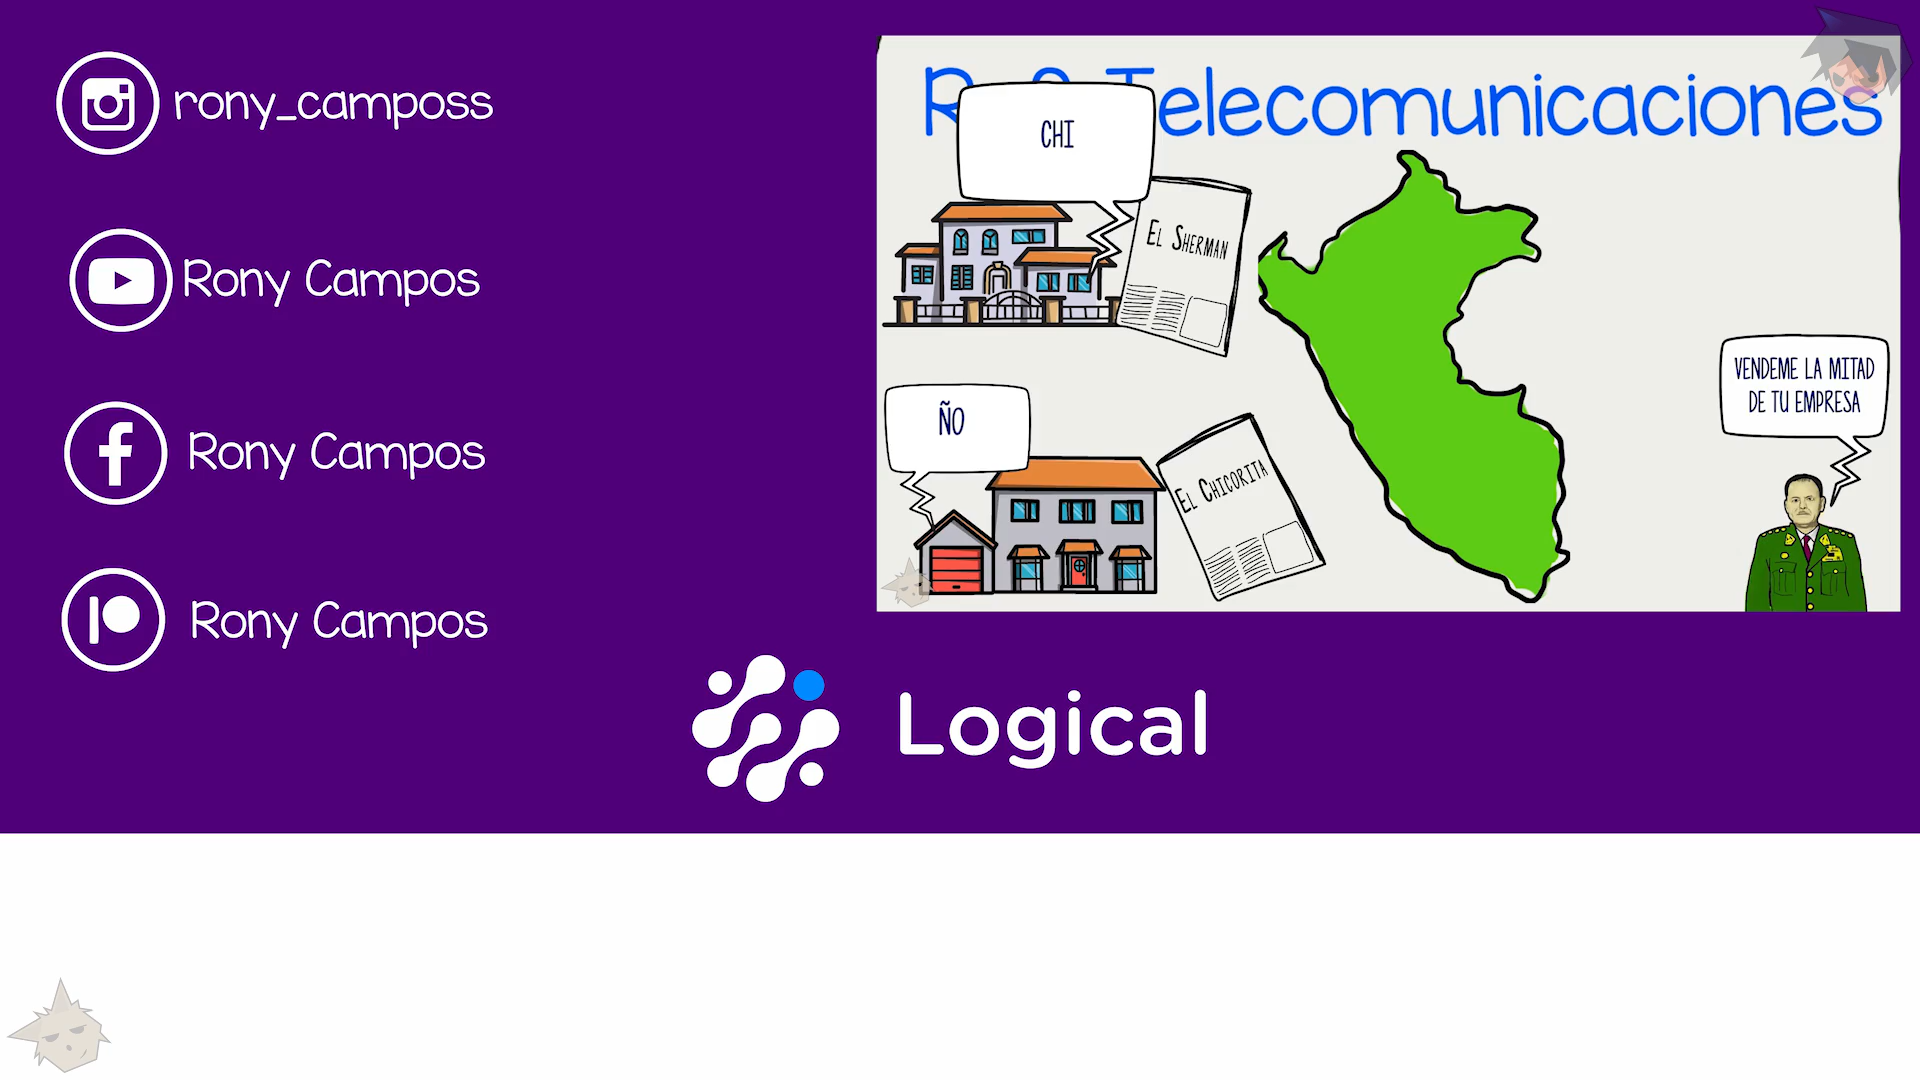 rony_camposs
Rony Campos
Rony Campos
Rony Campos
Telecomunicaciones
CHI
EL SHERMAN
VENDEME LA MITAD
DE TU EMPRESA
ÑO
EL CHICORITA
Logical